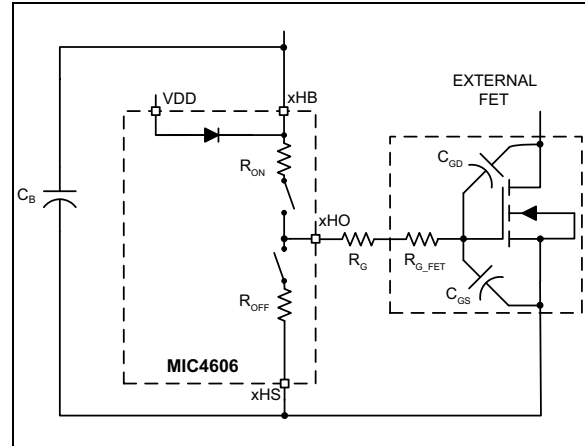 EXTERNAL
FET
VDD
xHB
R_ON
C_GD
C_B
xHO
R_G
R_G_FET
C_GS
R_OFF
MIC4606
xHS